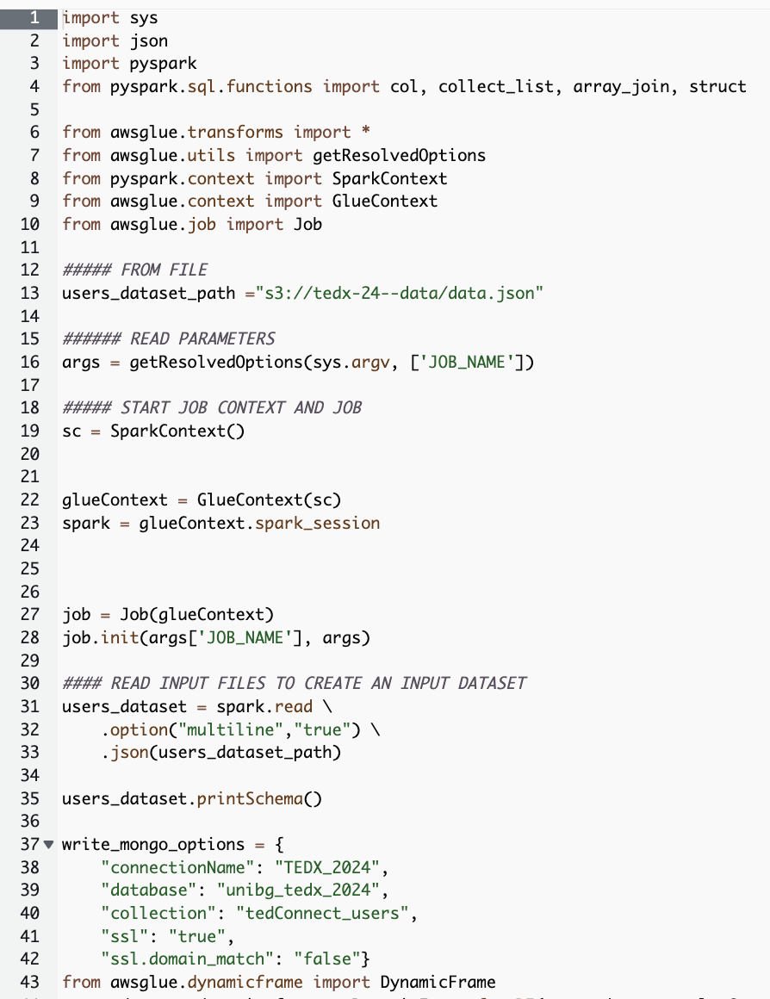 1 import sys
2 import json
3 import pyspark
4 from pyspark.sql.functions import col, collect_list, array_join, struct
5
6 from awsglue.transforms import *
7 from awsglue.utils import getResolvedOptions
8 from pyspark.context import SparkContext
9 from awsglue.context import GlueContext
10 from awsglue.job import Job
11
12 ##### FROM FILE
13 users_dataset_path ="s3://tedx-24--data/data.json"
14
15 ###### READ PARAMETERS
16 args = getResolvedOptions(sys.argv, ['JOB_NAME'])
17
18 ##### START JOB CONTEXT AND JOB
19 sc = SparkContext()
20
21
22 glueContext = GlueContext(sc)
23 spark = glueContext.spark_session
24
25
26
27 job = Job(glueContext)
28 job.init(args['JOB_NAME'], args)
29
30 #### READ INPUT FILES TO CREATE AN INPUT DATASET
31 users_dataset = spark.read \
32     .option("multiline","true") \
33     .json(users_dataset_path)
34
35 users_dataset.printSchema()
36
37 write_mongo_options = {
38     "connectionName": "TEDX_2024",
39     "database": "unibg_tedx_2024",
40     "collection": "tedConnect_users",
41     "ssl": "true",
42     "ssl.domain_match": "false"}
43 from awsglue.dynamicframe import DynamicFrame